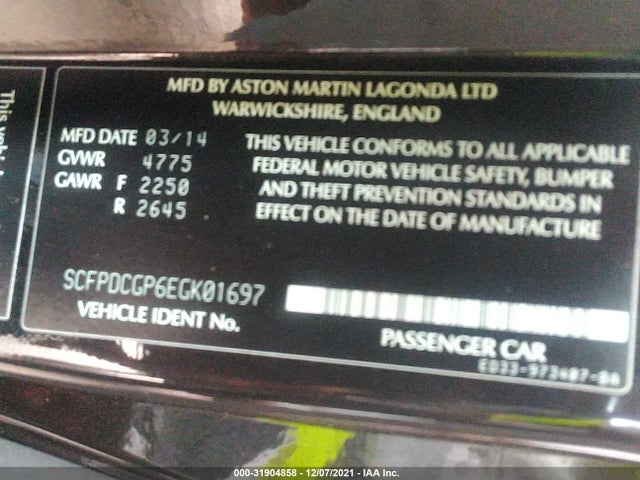 MFD BY ASTON MARTIN LAGONDA LTD
WARWICKSHIRE, ENGLAND
MFD DATE 03/14
GVWR 4775
GAWR F 2250
R 2645
THIS VEHICLE CONFORMS TO ALL APPLICABLE
FEDERAL MOTOR VEHICLE SAFETY, BUMPER
AND THEFT PREVENTION STANDARDS IN
EFFECT ON THE DATE OF MANUFACTURE
SCFPDCGP6EGK01697
VEHICLE IDENT No.
PASSENGER CAR
This
000-31904858 - 12/07/2021 - IAA Inc.